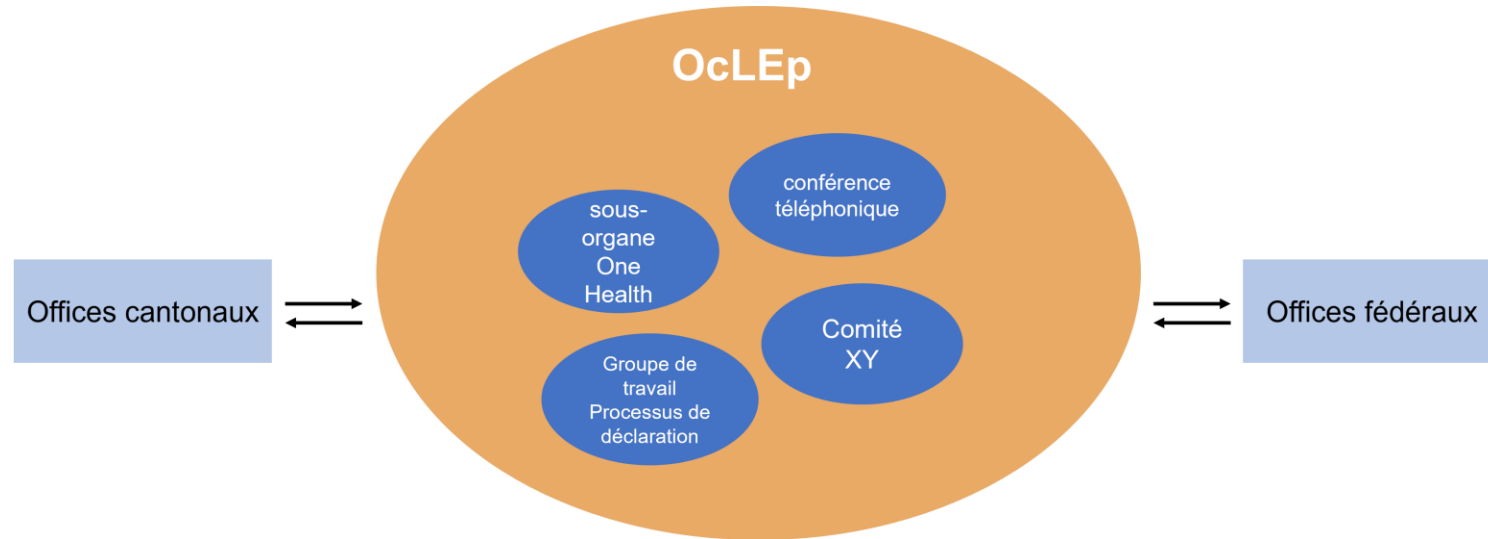 OcLEp
conférence
téléphonique
sous-
organe
One
Health
Offices cantonaux
Offices fédéraux
Comité
XY
Groupe de
travail
Processus de
déclaration